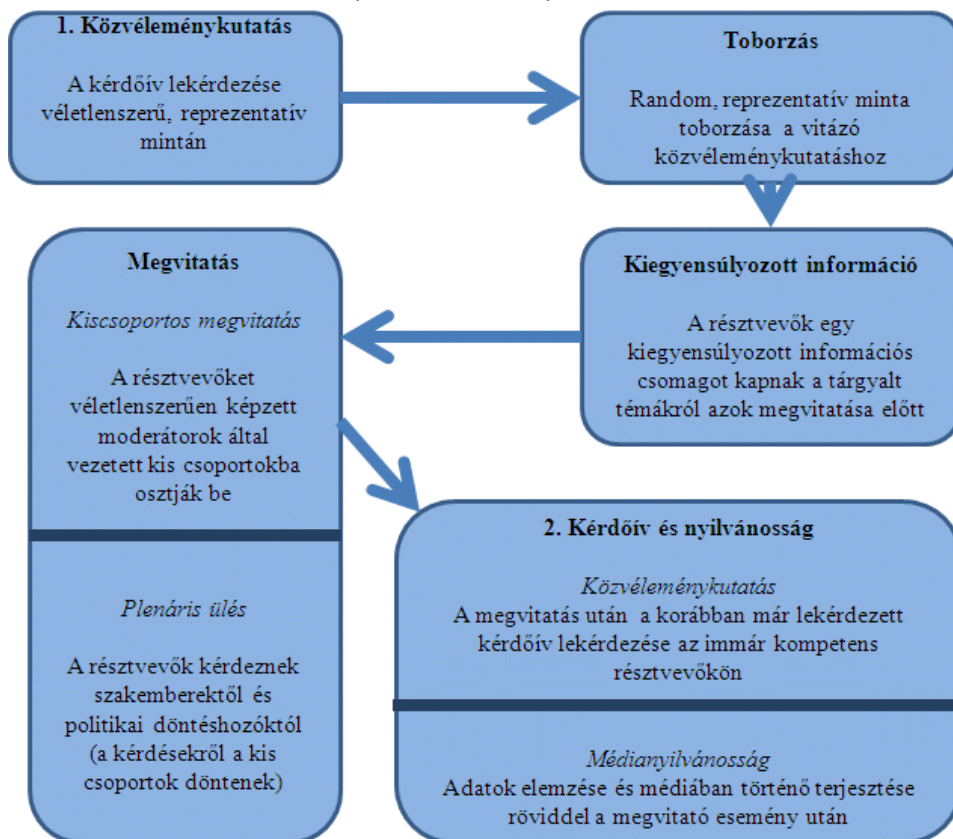 1. Közvéleménykutatás
A kérdőív lekérdezése
véletlenszerű, reprezentatív
mintán
Toborzás
Random, reprezentatív minta
toborzása a vitázó
közvéleménykutatáshoz
Kiegyensúlyozott információ
A résztvevők egy
kiegyensúlyozott információs
csomagot kapnak a tárgyalt
témákról azok megvitatása előtt
Megvitatás
Kiscsoportos megvitatás
A résztvevőket
véletlenszerűen képzett
moderátorok által
vezetett kis csoportokba
osztják be
Plenáris ülés
A résztvevők kérdeznek
szakemberektől és
politikai döntéshozóktól
(a kérdésekről a kis
csoportok döntenek)
2. Kérdőív és nyilvánosság
Közvéleménykutatás
A megvitatás után a korábban már lekérdezett
kérdőív lekérdezése az immár kompetens
résztvevőkön
Médianyilvánosság
Adatok elemzése és médiában történő terjesztése
röviddel a megvitató esemény után